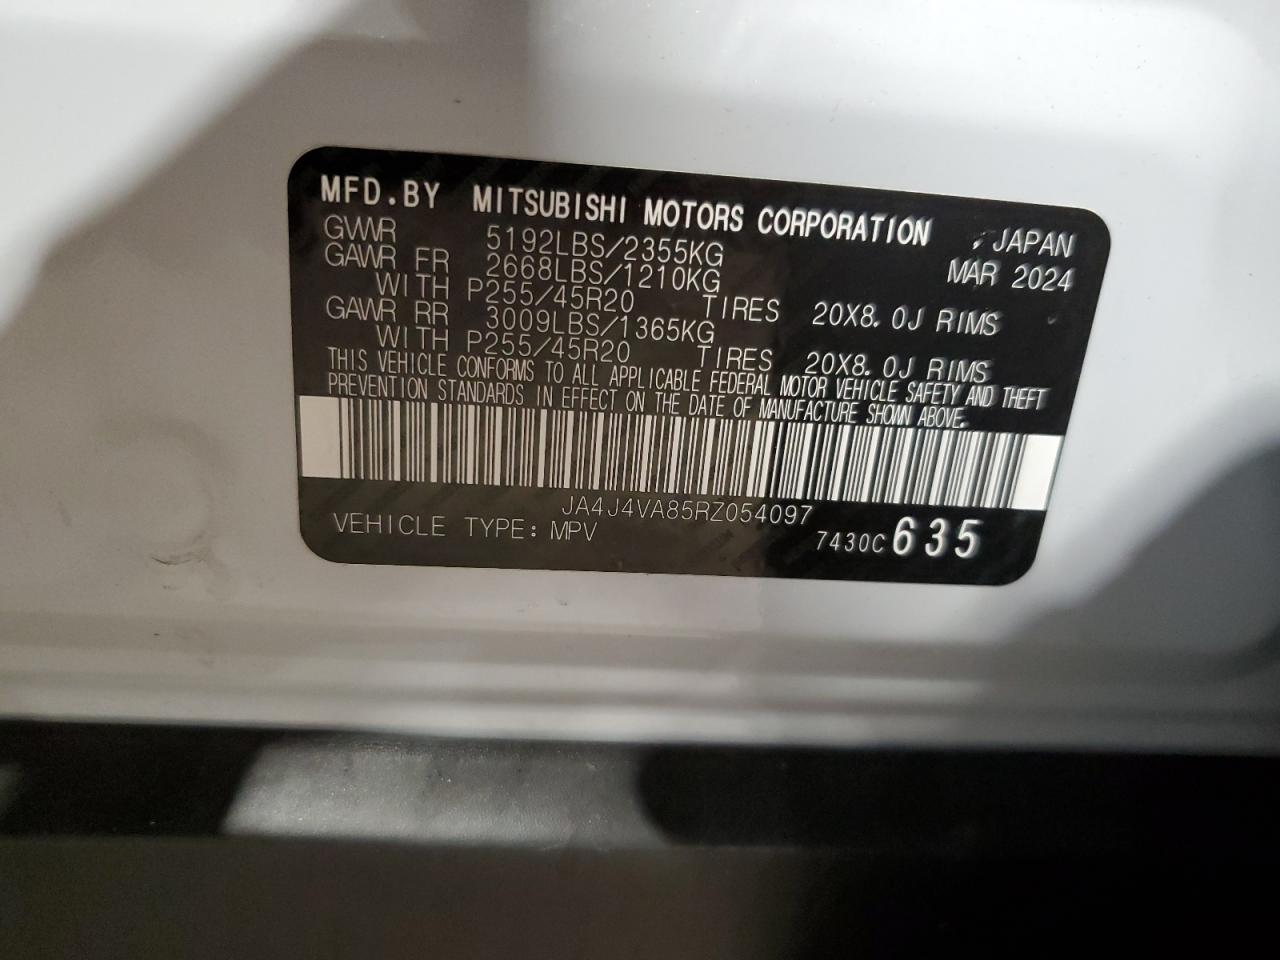 MFD.BY MITSUBISHI MOTORS CORPORATION JAPAN
GWWR 5192LBS/2355KG MAR 2024
GAWR FR 2668LBS/1210KG
WITH P255/45R20 TIRES 20X8.0J RIMS
GAWR RR 3009LBS/1365KG
WITH P255/45R20 TIRES 20X8.0J RIMS
THIS VEHICLE CONFORMS TO ALL APPLICABLE FEDERAL MOTOR VEHICLE SAFETY AND THEFT
PREVENTION STANDARDS IN EFFECT ON THE DATE OF MANUFACTURE SHOWN ABOVE.
JA4J4VA85RZ054097
VEHICLE TYPE: MPV 7430C 635